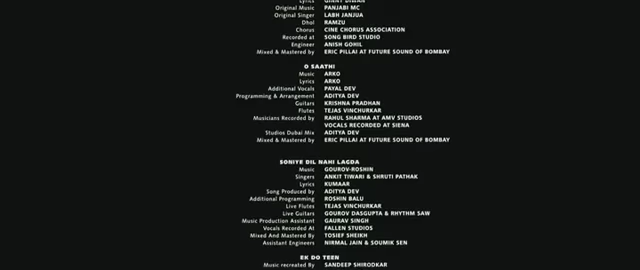 Lyrics GINNY DIWAN
Original Music PANJABI MC
Original Singer LABH JANJUA
Dhol RAMZU
Chorus CINE CHORUS ASSOCIATION
Recorded at SONG BIRD STUDIO
Engineer ANISH GOHIL
Mixed & Mastered by ERIC PILLAI AT FUTURE SOUND OF BOMBAY
O SAATHI
Music ARKO
Lyrics ARKO
Additional Vocals PAYAL DEV
Programming & Arrangement ADITYA DEV
Guitars KRISHNA PRADHAN
Flutes TEJAS VINCHURKAR
Musicians Recorded by RAHUL SHARMA AT AMV STUDIOS
VOCALS RECORDED AT SIENA
Studios Dubai Mix ADITYA DEV
Mixed & Mastered by ERIC PILLAI AT FUTURE SOUND OF BOMBAY
SONIYE DIL NAHI LAGDA
Music GOUROV-ROSHIN
Singers ANKIT TIWARI & SHRUTI PATHAK
Lyrics KUMAAR
Song Produced by ADITYA DEV
Additional Programming ROSHIN BALU
Live Flutes TEJAS VINCHURKAR
Live Guitars GOUROV DASGUPTA & RHYTHM SAW
Music Production Assistant GAURAV SINGH
Vocals Recorded At FALLEN STUDIOS
Mixed And Mastered By TOSIEF SHEIKH
Assistant Engineers NIRMAL JAIN & SOUMIK SEN
EK DO TEEN
Music recreated By SANDEEP SHIRODKAR